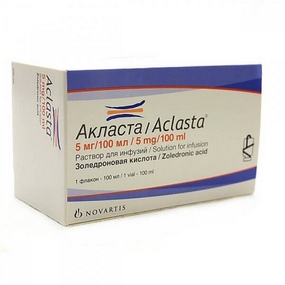 Aclasta
Акласта / Aclasta®
5 мг/100 мл / 5 mg/100 ml
Раствор для инфузий / Solution for infusion
Золедроновая кислота / Zoledronic acid
1 флакон - 100 мл / 1 vial - 100 ml
NOVARTIS